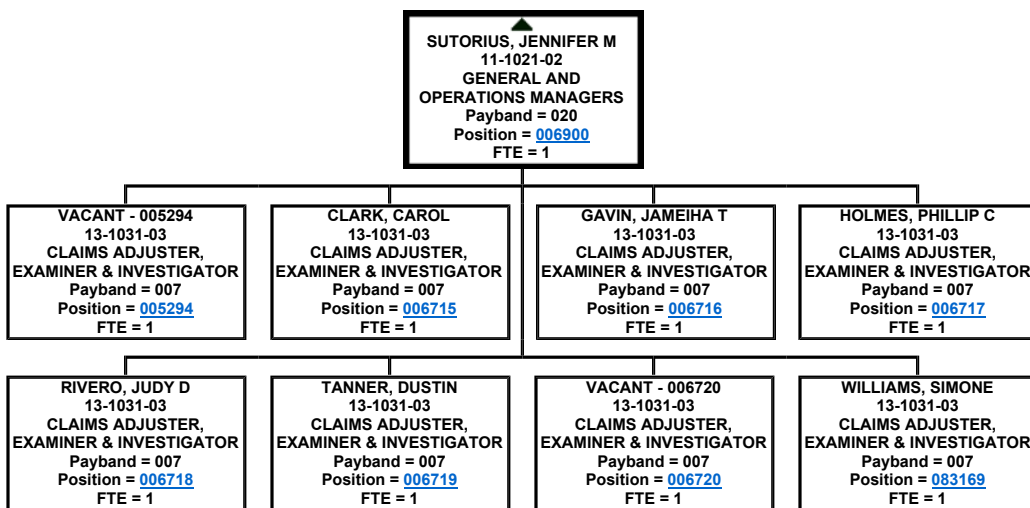 SUTORIUS, JENNIFER M
11-1021-02
GENERAL AND
OPERATIONS MANAGERS
Payband = 020
Position = 006900
FTE = 1
VACANT - 005294
13-1031-03
CLAIMS ADJUSTER,
EXAMINER & INVESTIGATOR
Payband = 007
Position = 005294
FTE = 1
CLARK, CAROL
13-1031-03
CLAIMS ADJUSTER,
EXAMINER & INVESTIGATOR
Payband = 007
Position = 006715
FTE = 1
GAVIN, JAMEIHA T
13-1031-03
CLAIMS ADJUSTER,
EXAMINER & INVESTIGATOR
Payband = 007
Position = 006716
FTE = 1
HOLMES, PHILLIP C
13-1031-03
CLAIMS ADJUSTER,
EXAMINER & INVESTIGATOR
Payband = 007
Position = 006717
FTE = 1
RIVERO, JUDY D
13-1031-03
CLAIMS ADJUSTER,
EXAMINER & INVESTIGATOR
Payband = 007
Position = 006718
FTE = 1
TANNER, DUSTIN
13-1031-03
CLAIMS ADJUSTER,
EXAMINER & INVESTIGATOR
Payband = 007
Position = 006719
FTE = 1
VACANT - 006720
13-1031-03
CLAIMS ADJUSTER,
EXAMINER & INVESTIGATOR
Payband = 007
Position = 006720
FTE = 1
WILLIAMS, SIMONE
13-1031-03
CLAIMS ADJUSTER,
EXAMINER & INVESTIGATOR
Payband = 007
Position = 083169
FTE = 1